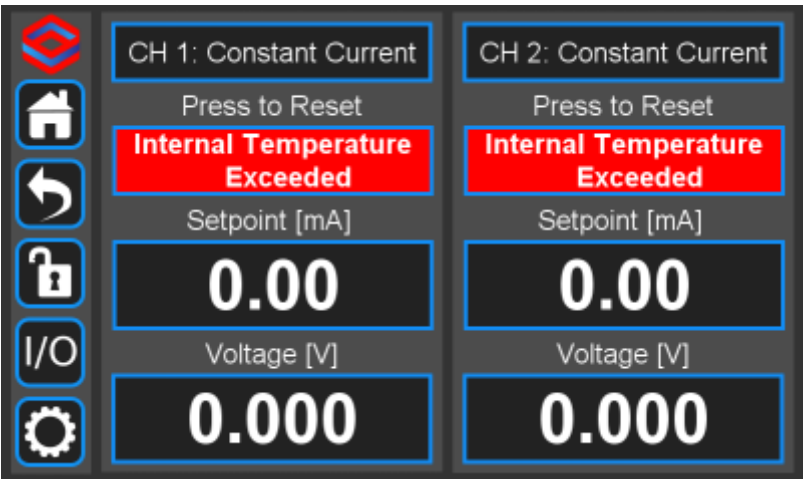 CH 1: Constant Current
Press to Reset
Internal Temperature
Exceeded
Setpoint [mA]
0.00
Voltage [V]
0.000
CH 2: Constant Current
Press to Reset
Internal Temperature
Exceeded
Setpoint [mA]
0.00
Voltage [V]
0.000
I/O